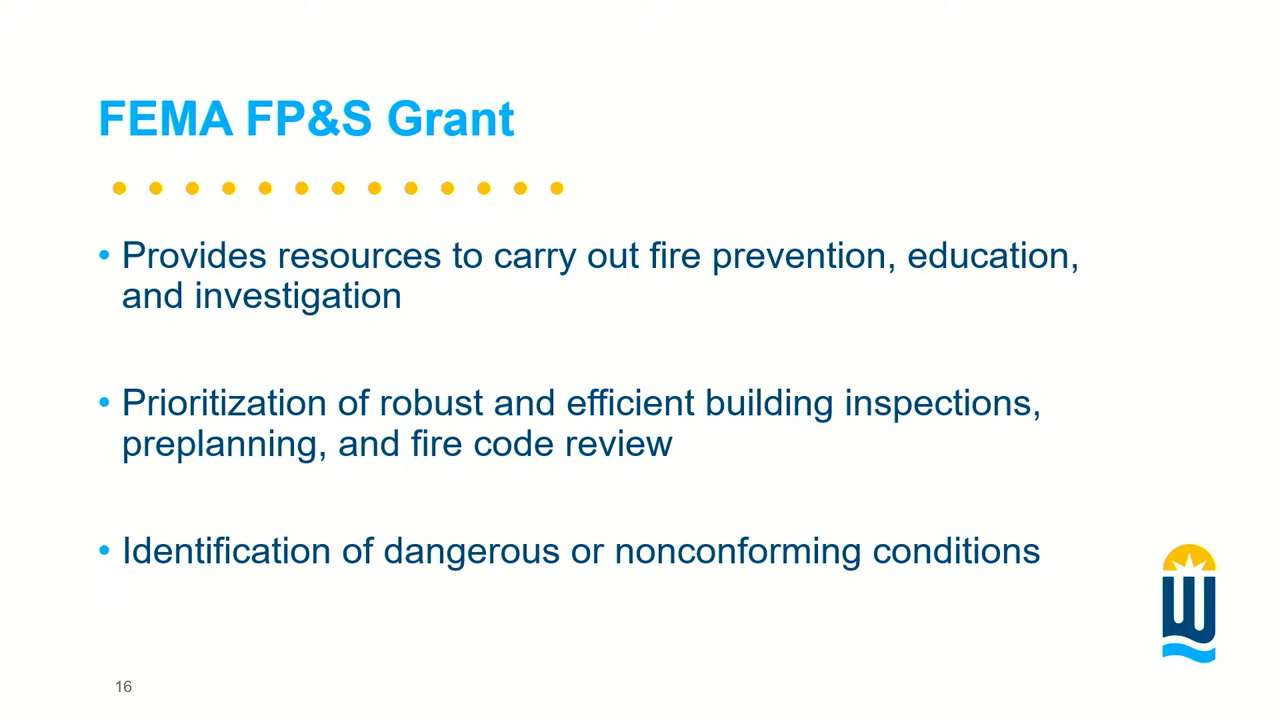 FEMA FP&S Grant
• Provides resources to carry out fire prevention, education,
and investigation
• Prioritization of robust and efficient building inspections,
preplanning, and fire code review
• Identification of dangerous or nonconforming conditions
16